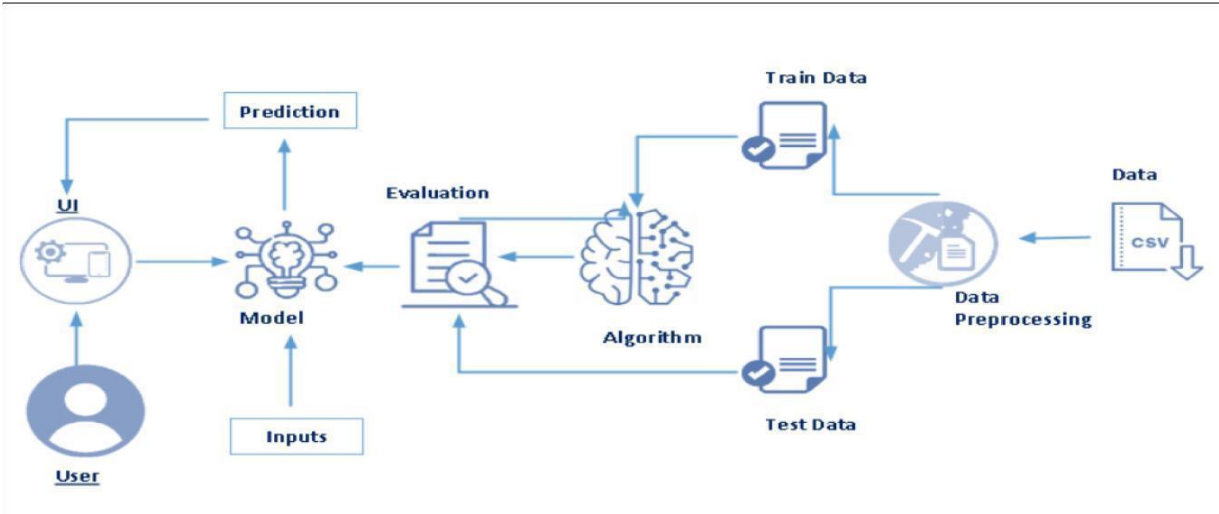 Train Data
Prediction
Data
Evaluation
UI
CSV
Model
Data
Preprocessing
Algorithm
Inputs
Test Data
User